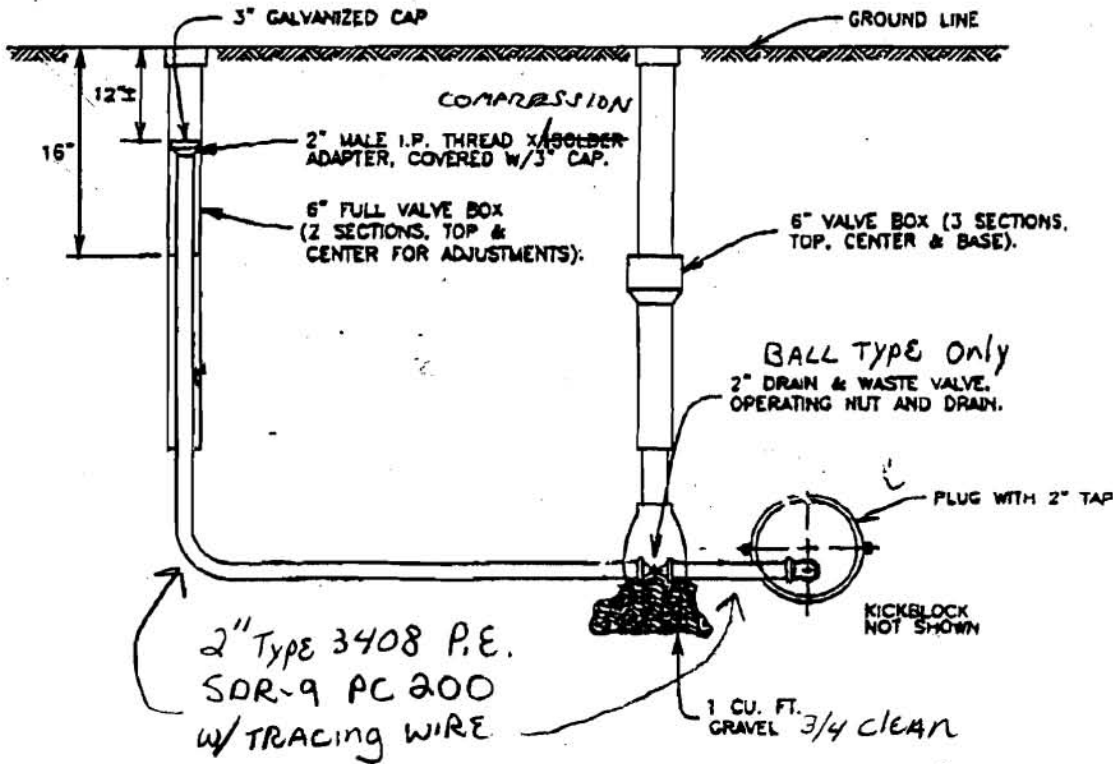 3" GALVANIZED CAP
GROUND LINE
12"±
16"
COMPRESSION
2" MALE I.P. THREAD X/SOLDER
ADAPTER, COVERED W/3" CAP.
6" FULL VALVE BOX
(2 SECTIONS, TOP &
CENTER FOR ADJUSTMENTS).
6" VALVE BOX (3 SECTIONS,
TOP, CENTER & BASE).
BALL TYPE Only
2" DRAIN & WASTE VALVE,
OPERATING NUT AND DRAIN.
PLUG WITH 2" TAP
KICKBLOCK
NOT SHOWN
2" TYPE 3408 P.E.
SDR-9 PC 200
W/ TRACING WIRE
1 CU. FT.
GRAVEL 3/4 CLEAN